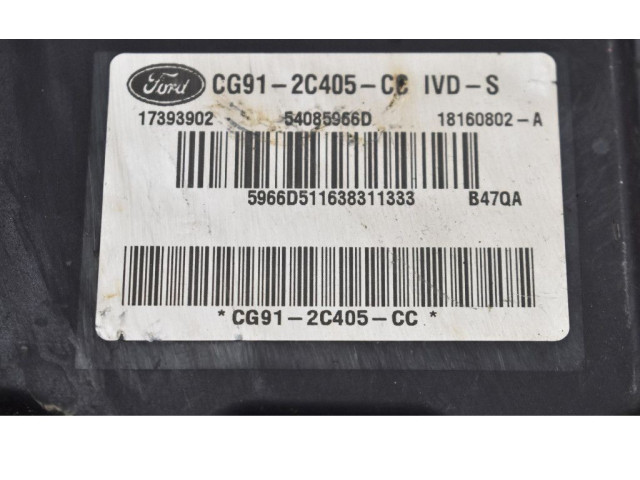 Ford CG91-2C405-CC IVD-S
17393902 54085966D 18160802-A
5966D511638311333 B47QA
*CG91-2C405-CC*